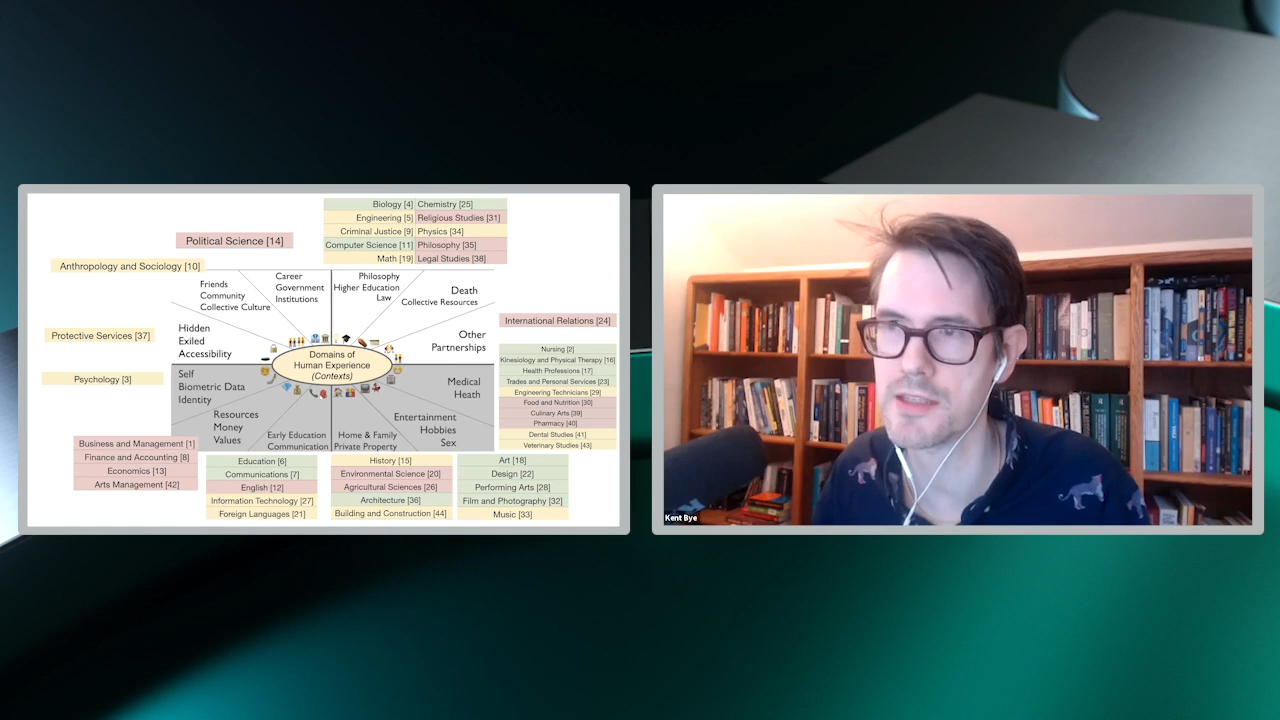 Biology [4] Chemistry [25]
Engineering [5] Religious Studies [31]
Criminal Justice [9] Physics [34]
Computer Science [11] Philosophy [35]
Math [19] Legal Studies [38]
Political Science [14]
Anthropology and Sociology [10]
Protective Services [37]
Psychology [3]
Friends
Community
Collective Culture
Career
Government
Institutions
Philosophy
Higher Education
Law
Death
Collective Resources
Hidden
Exiled
Accessibility
Domains of
Human Experience
(Contexts)
Other
Partnerships
Self
Biometric Data
Identity
Resources
Money
Values
Early Education
Communication
Home & Family
Private Property
Entertainment
Hobbies
Sex
Medical
Heath
International Relations [24]
Nursing [2]
Kinesiology and Physical Therapy [16]
Health Professions [17]
Trades and Personal Services [23]
Engineering Technicians [29]
Food and Nutrition [30]
Culinary Arts [39]
Pharmacy [40]
Dental Studies [41]
Veterinary Studies [43]
Business and Management [1]
Finance and Accounting [8]
Economics [13]
Arts Management [42]
Education [6]
Communications [7]
English [12]
Information Technology [27]
Foreign Languages [21]
History [15]
Environmental Science [20]
Agricultural Sciences [26]
Architecture [36]
Building and Construction [44]
Art [18]
Design [22]
Performing Arts [28]
Film and Photography [32]
Music [33]
Kent Bye